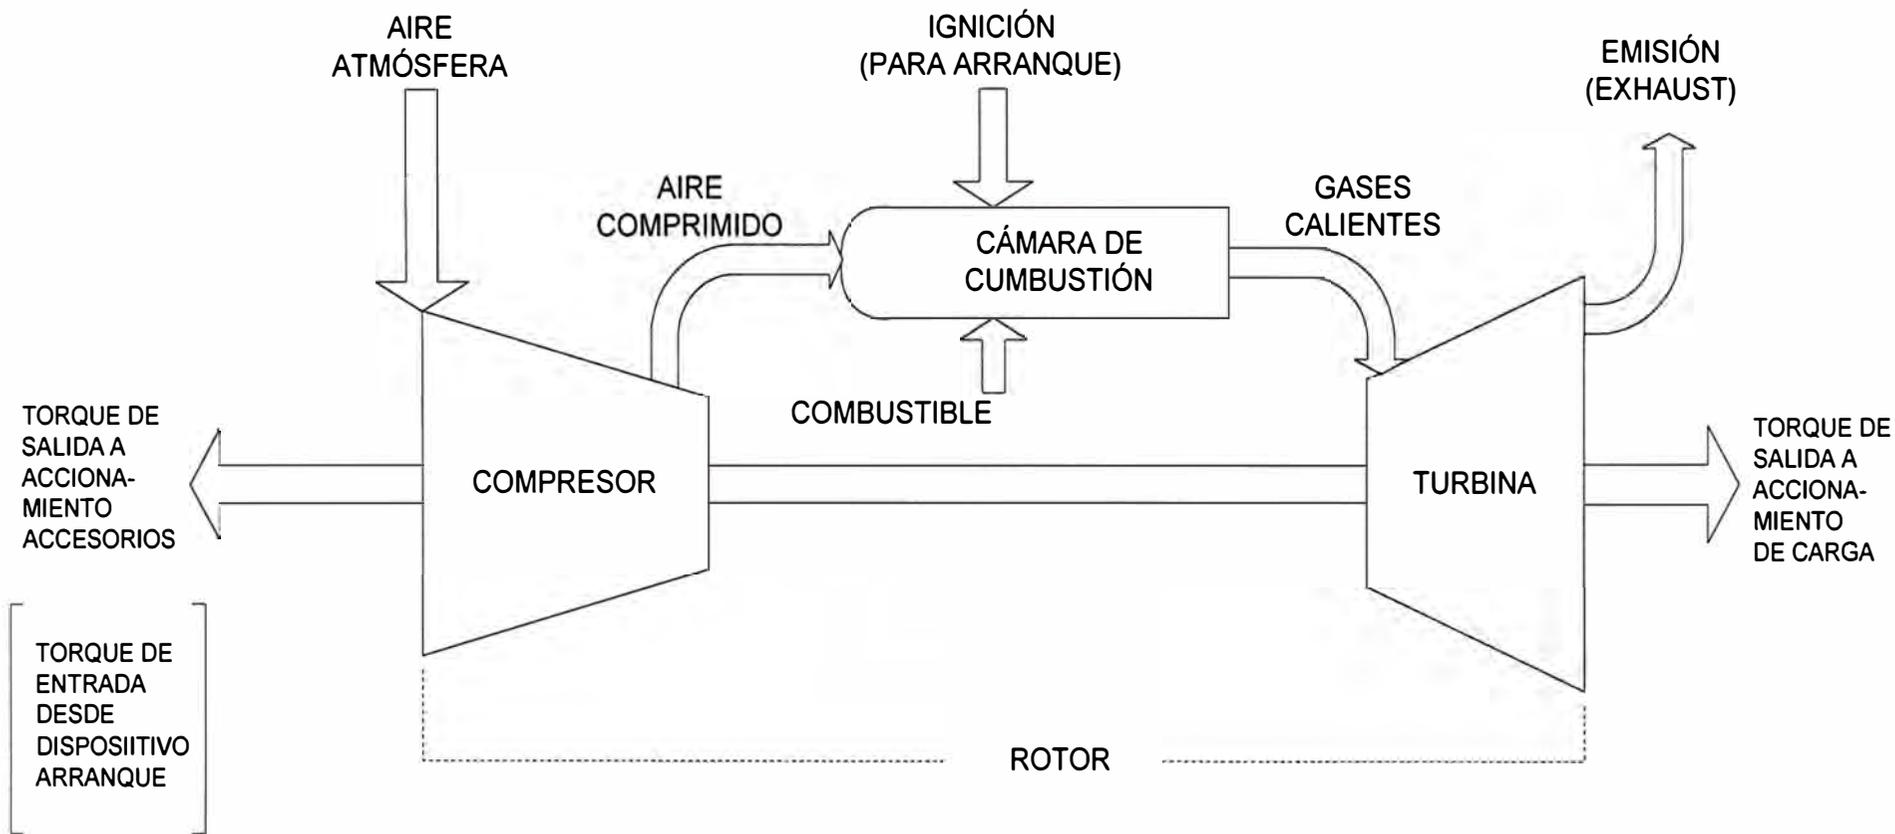 AIRE
ATMÓSFERA
IGNICIÓN
(PARA ARRANQUE)
EMISIÓN
(EXHAUST)
AIRE
COMPRIMIDO
GASES
CALIENTES
CÁMARA DE
CUMBUSTIÓN
COMBUSTIBLE
TORQUE DE
SALIDA A
ACCIONA-
MIENTO
ACCESORIOS
COMPRESOR
TURBINA
TORQUE DE
SALIDA A
ACCIONA-
MIENTO
DE CARGA
TORQUE DE
ENTRADA
DESDE
DISPOSIITIVO
ARRANQUE
ROTOR